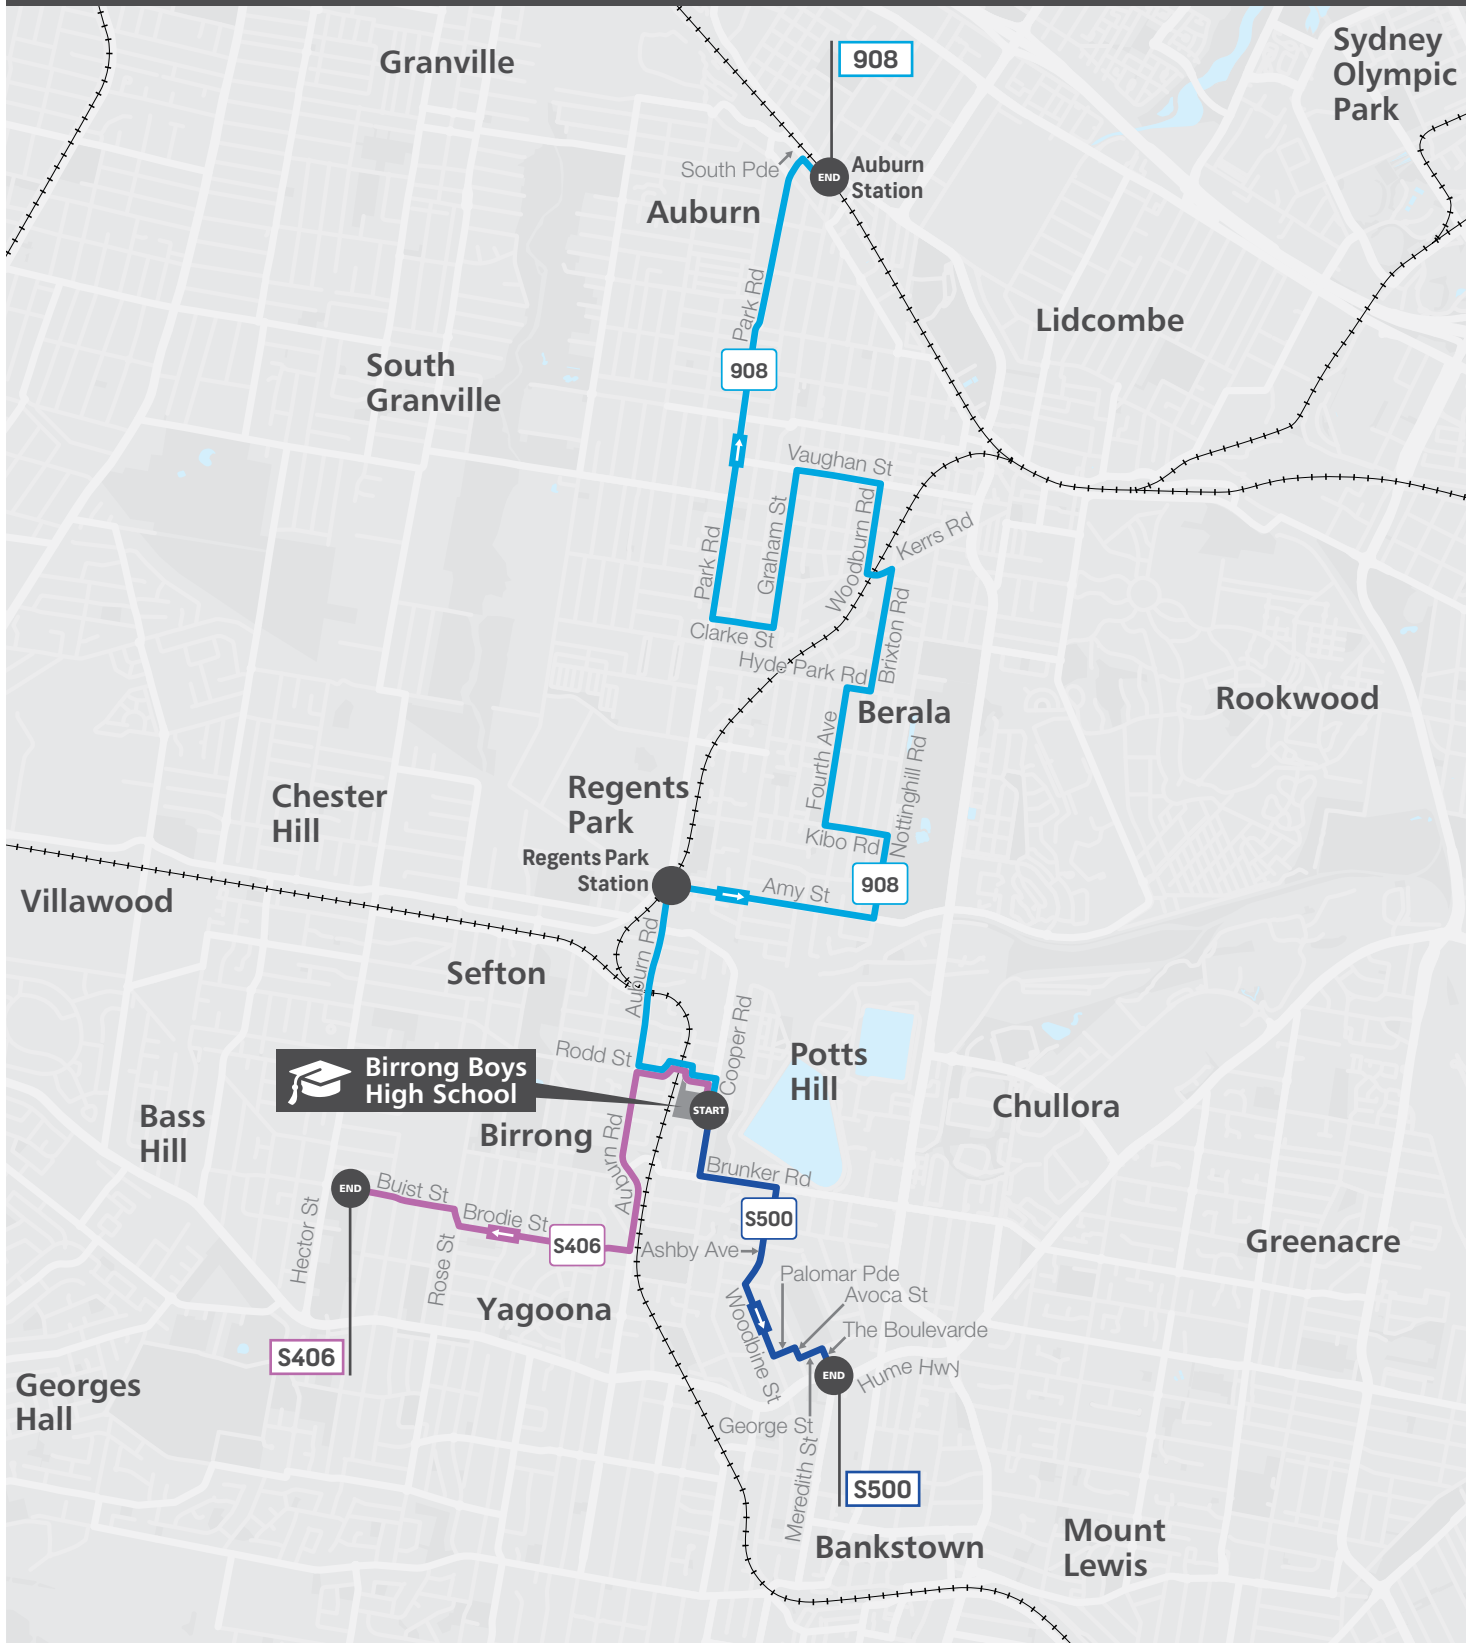 Granville
908
Sydney
Olympic
Park
South Pde
END
Auburn
Station
Auburn
Park Rd
Lidcombe
South
Granville
908
Vaughan St
Woodburn Rd
Graham St
Kerrs Rd
Park Rd
Clarke St
Brixton Rd
Hyde Park Rd
Berala
Rookwood
Fourth Ave
Nottinghill Rd
Regents
Park
Chester
Hill
Kibo Rd
Regents Park
Station
Amy St
908
Villawood
Auburn Rd
Sefton
Cooper Rd
Rodd St
Potts
Hill
Birrong Boys
High School
START
Chullora
Bass
Hill
Birrong
Auburn Rd
Brunker Rd
END
Buist St
Brodie St
Hector St
Rose St
S406
S500
Ashby Ave
Greenacre
Palomar Pde
Avoca St
Yagoona
Woodbine St
The Boulevarde
S406
END
Hume Hwy
Georges
Hall
George St
Meredith St
S500
Bankstown
Mount
Lewis